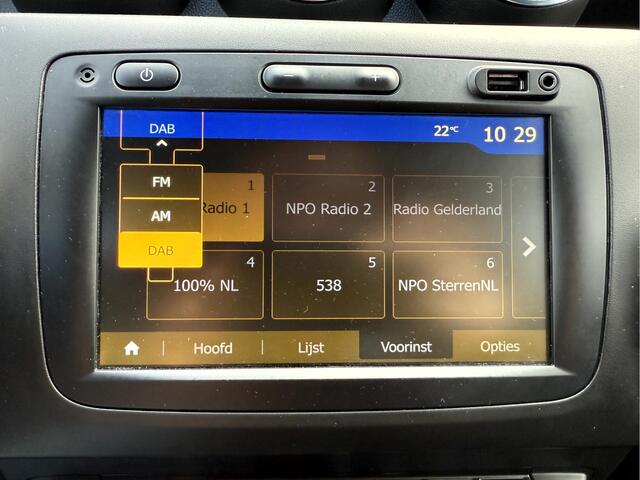 DAB
22°C
10 29
FM
AM
DAB
1
Radio 1
2
NPO Radio 2
3
Radio Gelderland
4
100% NL
5
538
6
NPO SterrenNL
Hoofd
Lijst
Voorinst
Opties